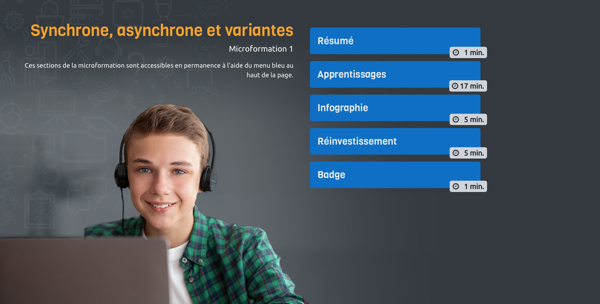 Synchrone, asynchrone et variantes
Microformation 1
Ces sections de la microformation sont accessibles en permanence à l'aide du menu bleu au
haut de la page.
Résumé
1 min.
Apprentissages
17 min.
Infographie
5 min.
Réinvestissement
5 min.
Badge
1 min.